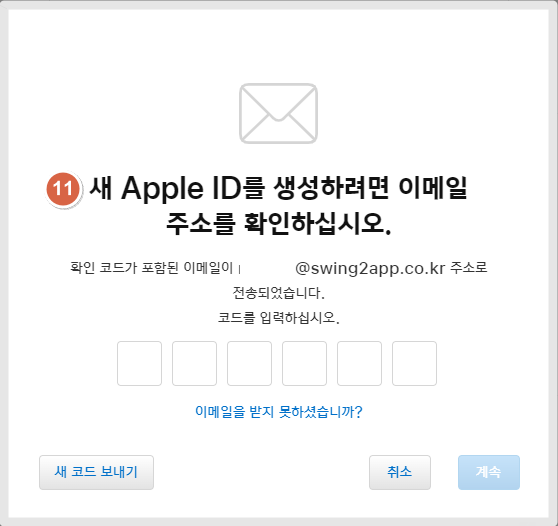 11 새 Apple ID를 생성하려면 이메일
주소를 확인하십시오.
확인 코드가 포함된 이메일이 @swing2app.co.kr 주소로
전송되었습니다.
코드를 입력하십시오.
이메일을 받지 못하셨습니까?
새 코드 보내기 취소 계속